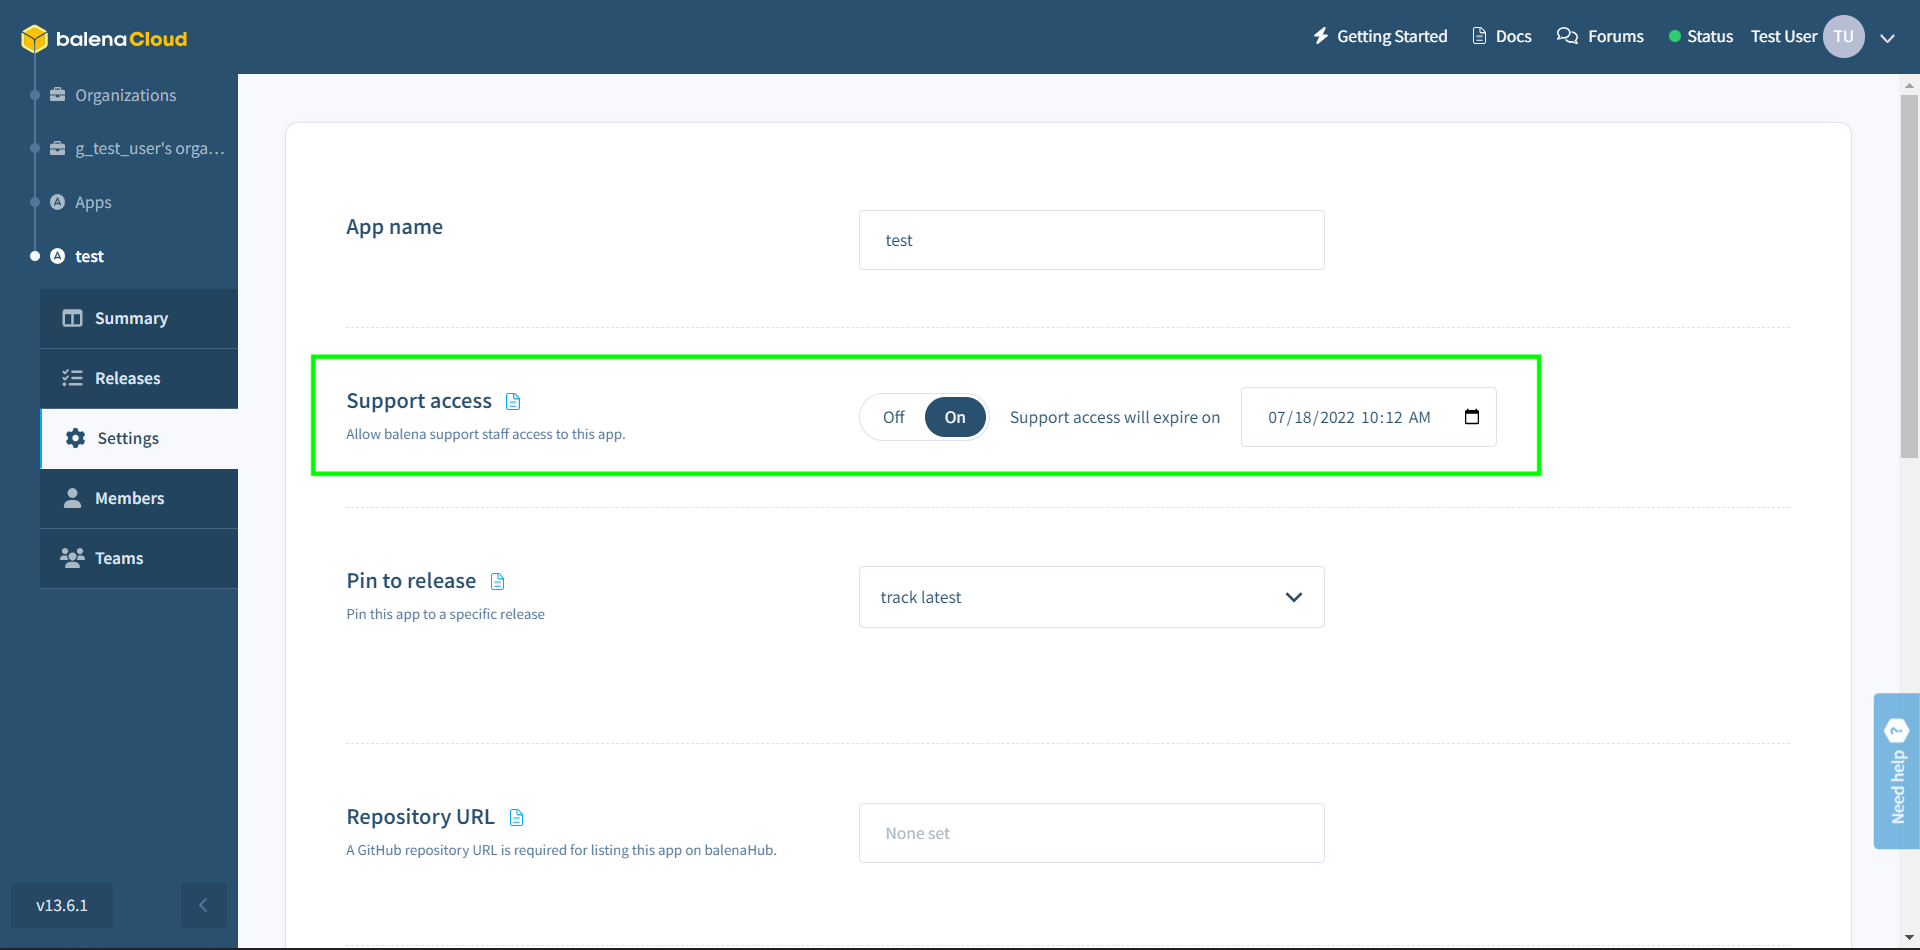 balenaCloud
Getting Started
Docs
Forums
Status
Test User
TU
Organizations
g_test_user's orga…
Apps
test
Summary
Releases
Settings
Members
Teams
v13.6.1
App name
test
Support access
Allow balena support staff access to this app.
Off
On
Support access will expire on
07/18/2022 10:12 AM
Pin to release
Pin this app to a specific release
track latest
Repository URL
A GitHub repository URL is required for listing this app on balenaHub.
None set
? Need help